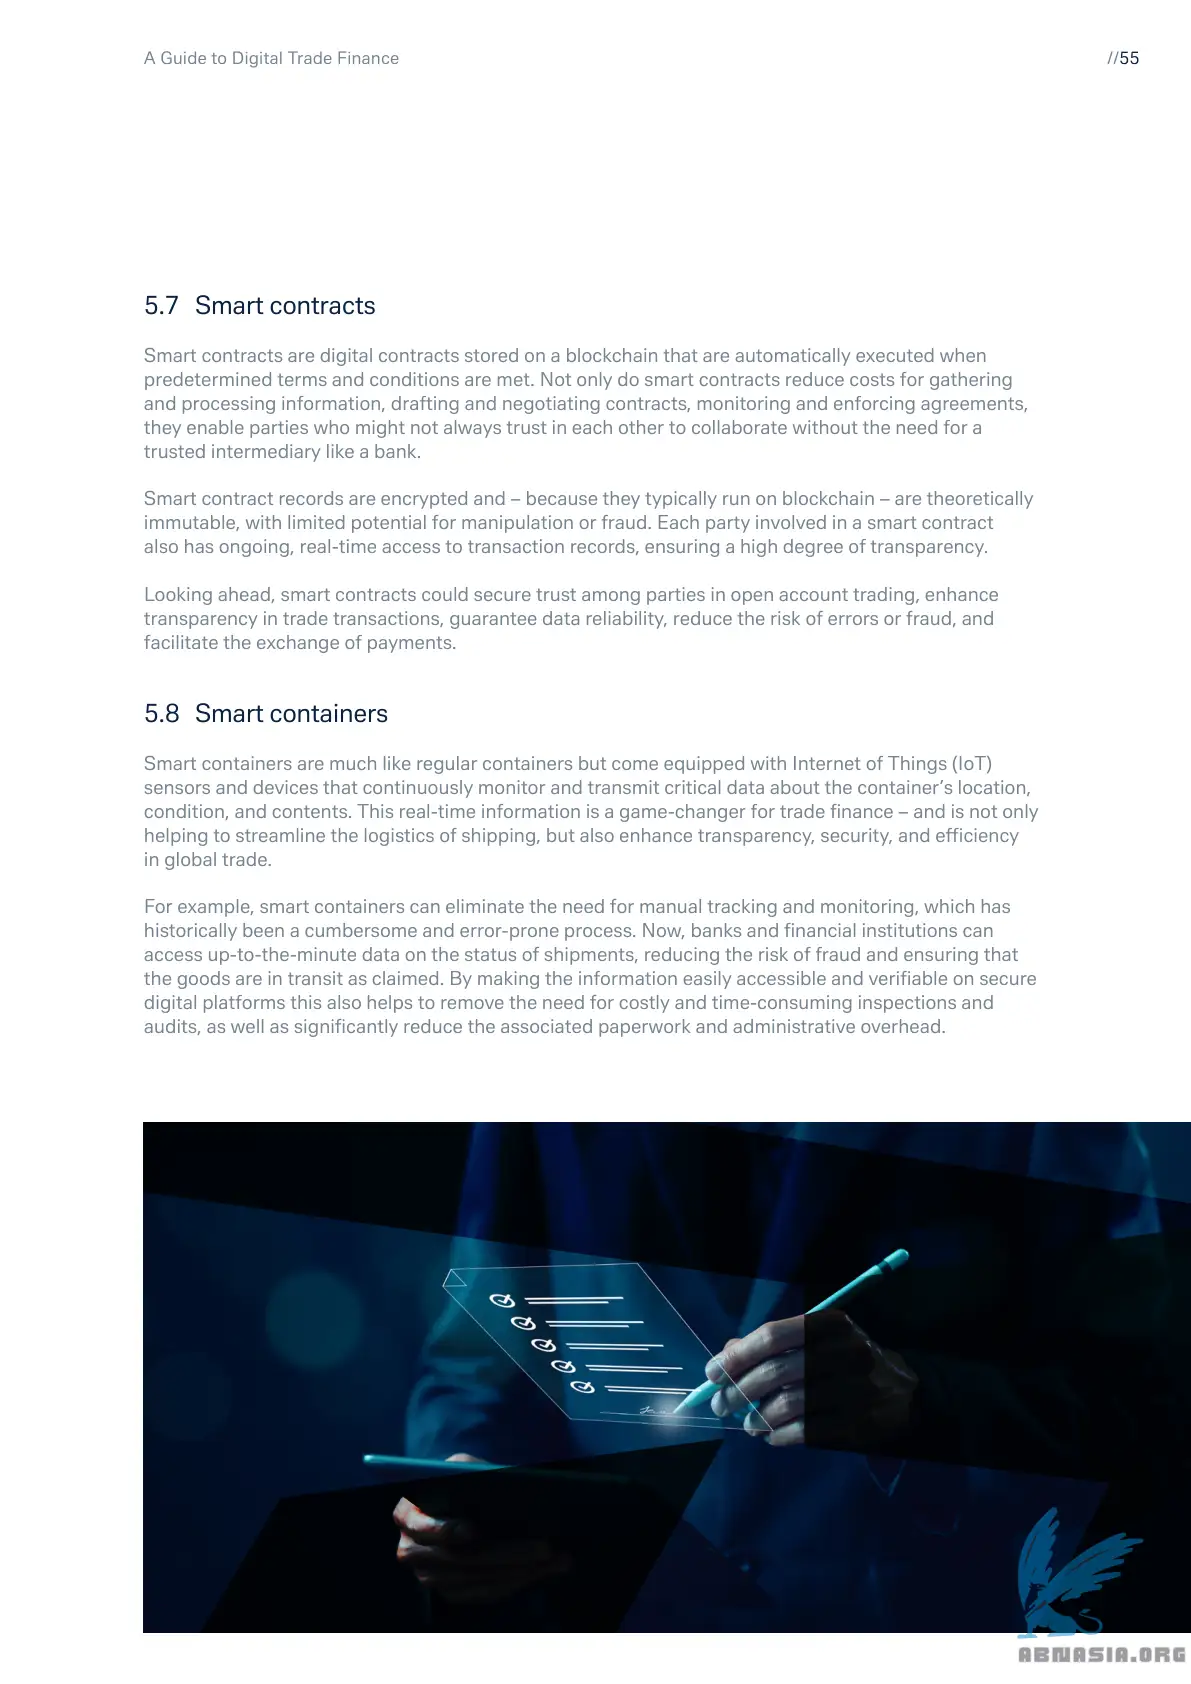 A Guide to Digital Trade Finance
//55
5.7 Smart contracts
Smart contracts are digital contracts stored on a blockchain that are automatically executed when
predetermined terms and conditions are met. Not only do smart contracts reduce costs for gathering
and processing information, drafting and negotiating contracts, monitoring and enforcing agreements,
they enable parties who might not always trust in each other to collaborate without the need for a
trusted intermediary like a bank.
Smart contract records are encrypted and – because they typically run on blockchain – are theoretically
immutable, with limited potential for manipulation or fraud. Each party involved in a smart contract
also has ongoing, real-time access to transaction records, ensuring a high degree of transparency.
Looking ahead, smart contracts could secure trust among parties in open account trading, enhance
transparency in trade transactions, guarantee data reliability, reduce the risk of errors or fraud, and
facilitate the exchange of payments.
5.8 Smart containers
Smart containers are much like regular containers but come equipped with Internet of Things (IoT)
sensors and devices that continuously monitor and transmit critical data about the container’s location,
condition, and contents. This real-time information is a game-changer for trade finance – and is not only
helping to streamline the logistics of shipping, but also enhance transparency, security, and efficiency
in global trade.
For example, smart containers can eliminate the need for manual tracking and monitoring, which has
historically been a cumbersome and error-prone process. Now, banks and financial institutions can
access up-to-the-minute data on the status of shipments, reducing the risk of fraud and ensuring that
the goods are in transit as claimed. By making the information easily accessible and verifiable on secure
digital platforms this also helps to remove the need for costly and time-consuming inspections and
audits, as well as significantly reduce the associated paperwork and administrative overhead.
ABNASIA.ORG